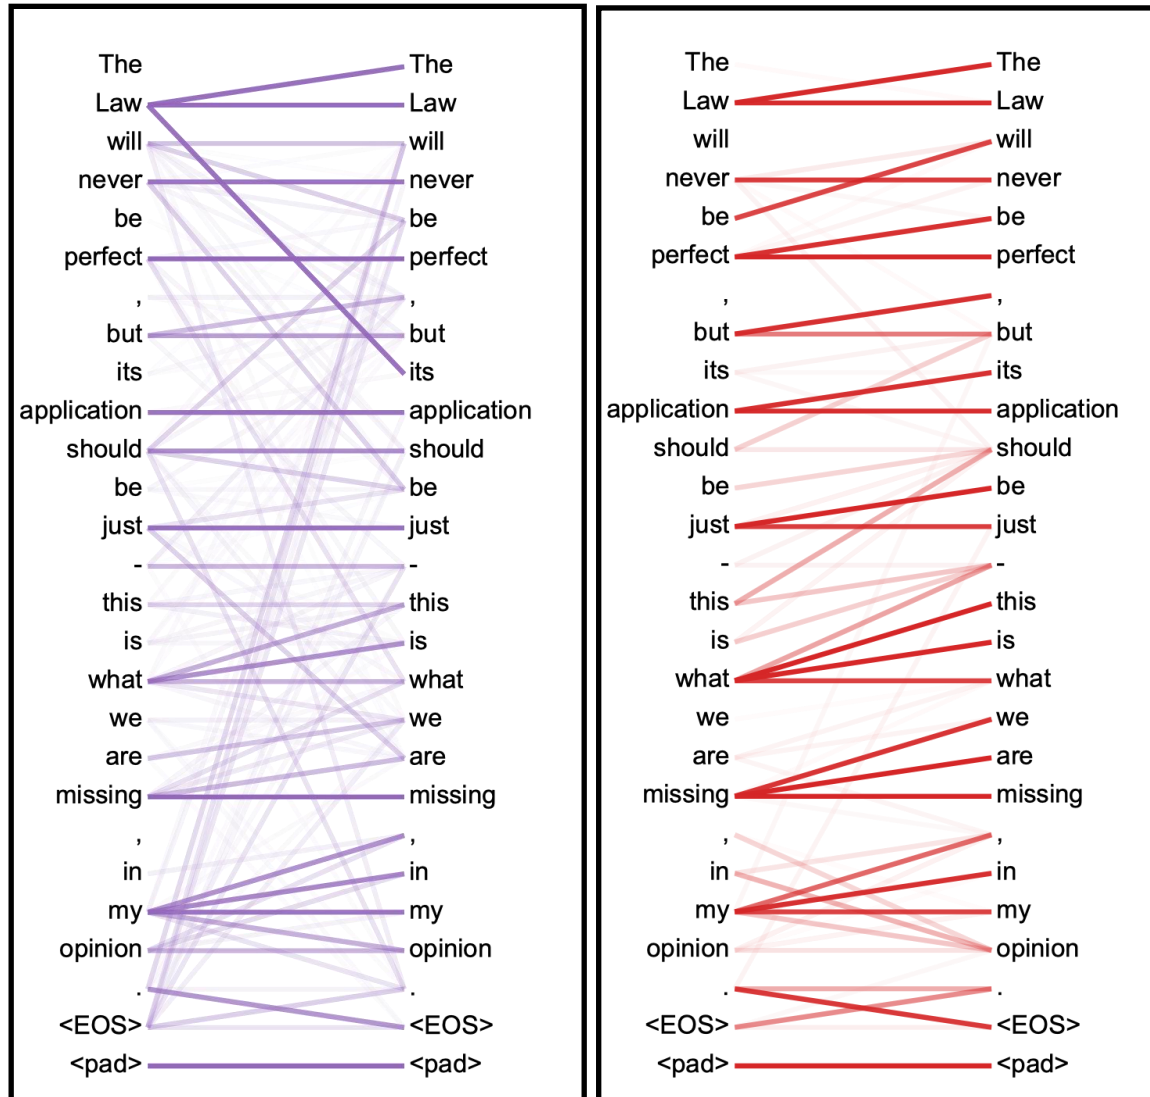 The The
Law Law
will will
never never
be be
perfect perfect
, ,
but but
its its
application application
should should
be be
just just
- -
this this
is is
what what
we we
are are
missing missing
, ,
in in
my my
opinion opinion
. .
<EOS> <EOS>
<pad> <pad>
The The
Law Law
will will
never never
be be
perfect perfect
, ,
but but
its its
application application
should should
be be
just just
- -
this this
is is
what what
we we
are are
missing missing
, ,
in in
my my
opinion opinion
. .
<EOS> <EOS>
<pad> <pad>